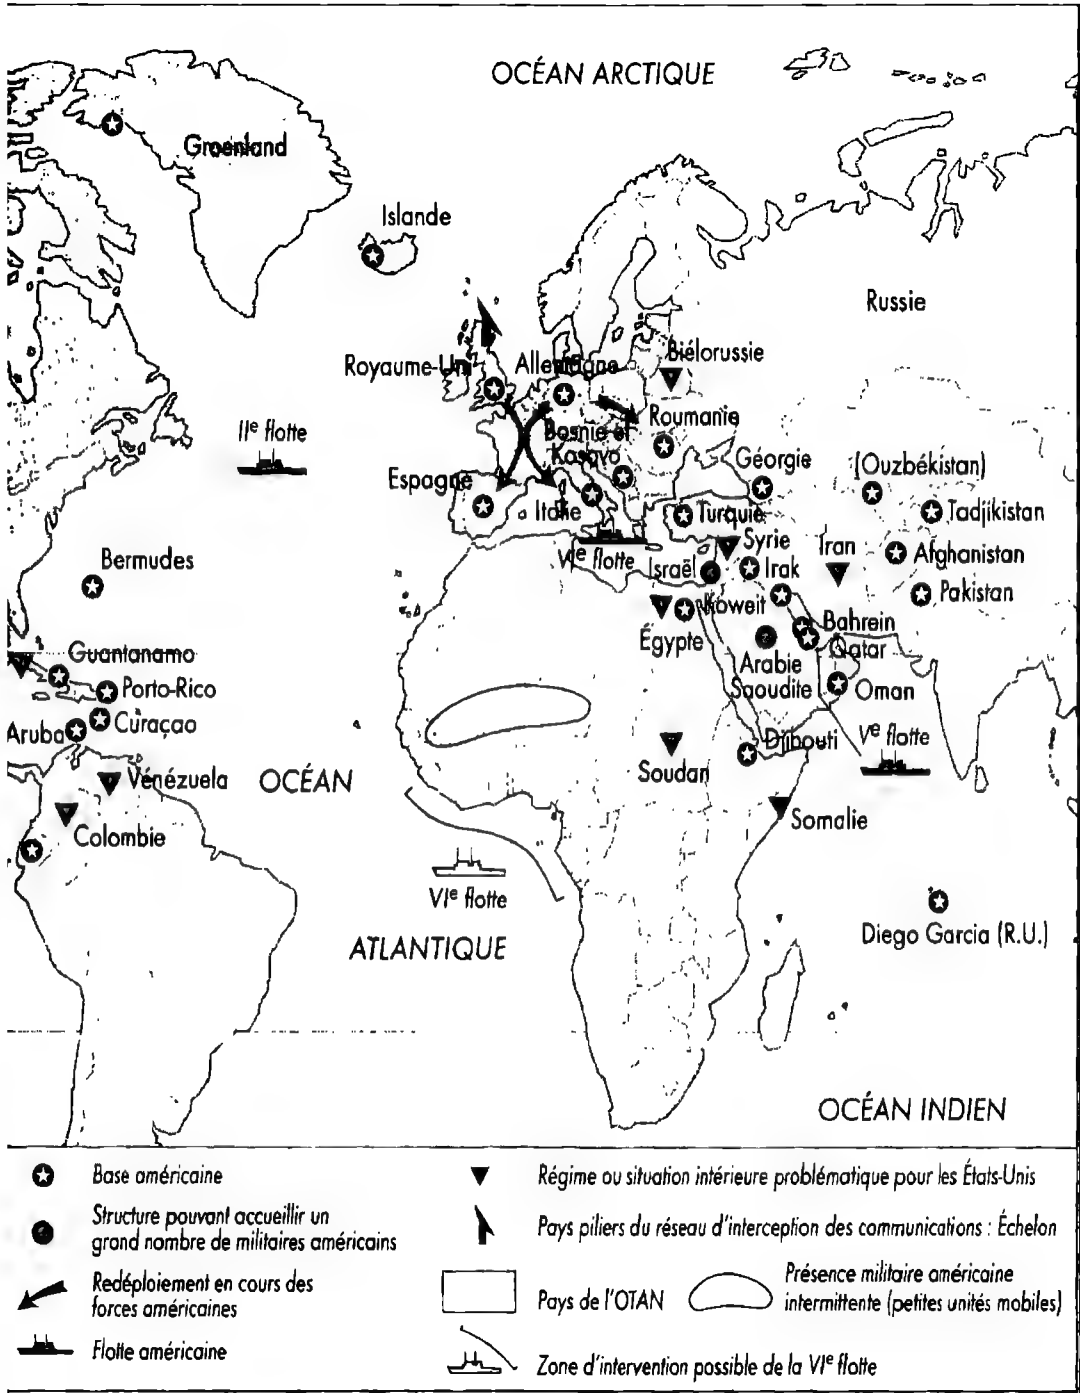 OCÉAN ARCTIQUE
Groenland
Islande
Russie
Royaume-Uni
Allemagne
Biélorussie
Roumanie
IIe flotte
Bosnie et
Kosovo
Géorgie
(Ouzbékistan)
Espagne
Italie
Turquie
Tadjikistan
VIe flotte
Syrie
Iran
Afghanistan
Bermudes
Israël
Irak
Pakistan
Koweit
Bahrein
Égypte
Qatar
Guantanamo
Arabie
Saoudite
Oman
Porto-Rico
Curaçao
Aruba
Djibouti
Ve flotte
Vénézuela
OCÉAN
Soudan
Somalie
Colombie
VIe flotte
ATLANTIQUE
Diego Garcia (R.U.)
OCÉAN INDIEN
Base américaine
Structure pouvant accueillir un
grand nombre de militaires américains
Redéploiement en cours des
forces américaines
Flotte américaine
Régime ou situation intérieure problématique pour les États-Unis
Pays piliers du réseau d'interception des communications : Échelon
Pays de l'OTAN
Présence militaire américaine
intermittente (petites unités mobiles)
Zone d'intervention possible de la VIe flotte